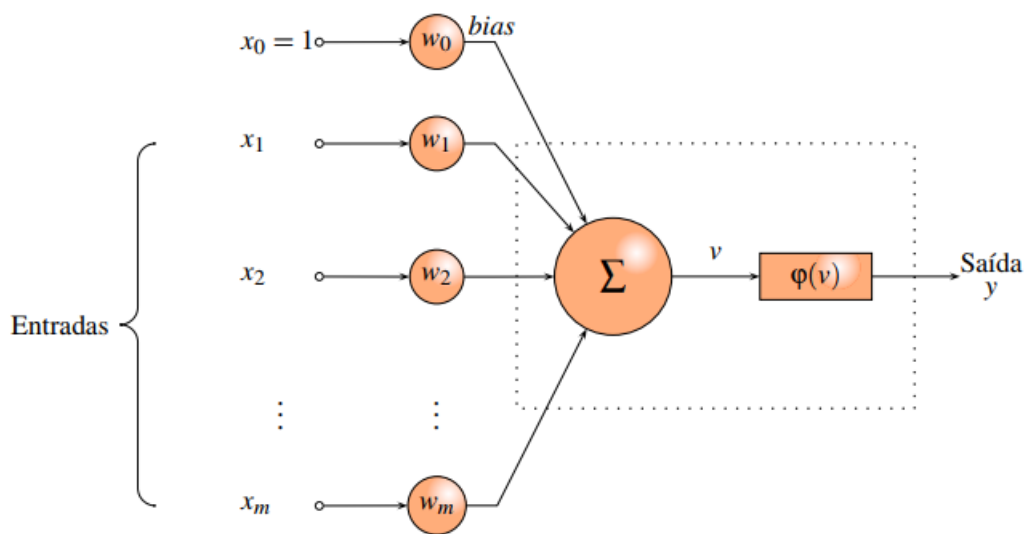 x₀ = 1 w₀ bias
x₁ w₁
x₂ w₂ Σ v φ(v) Saída
y
Entradas
⋮ ⋮
xₘ wₘ